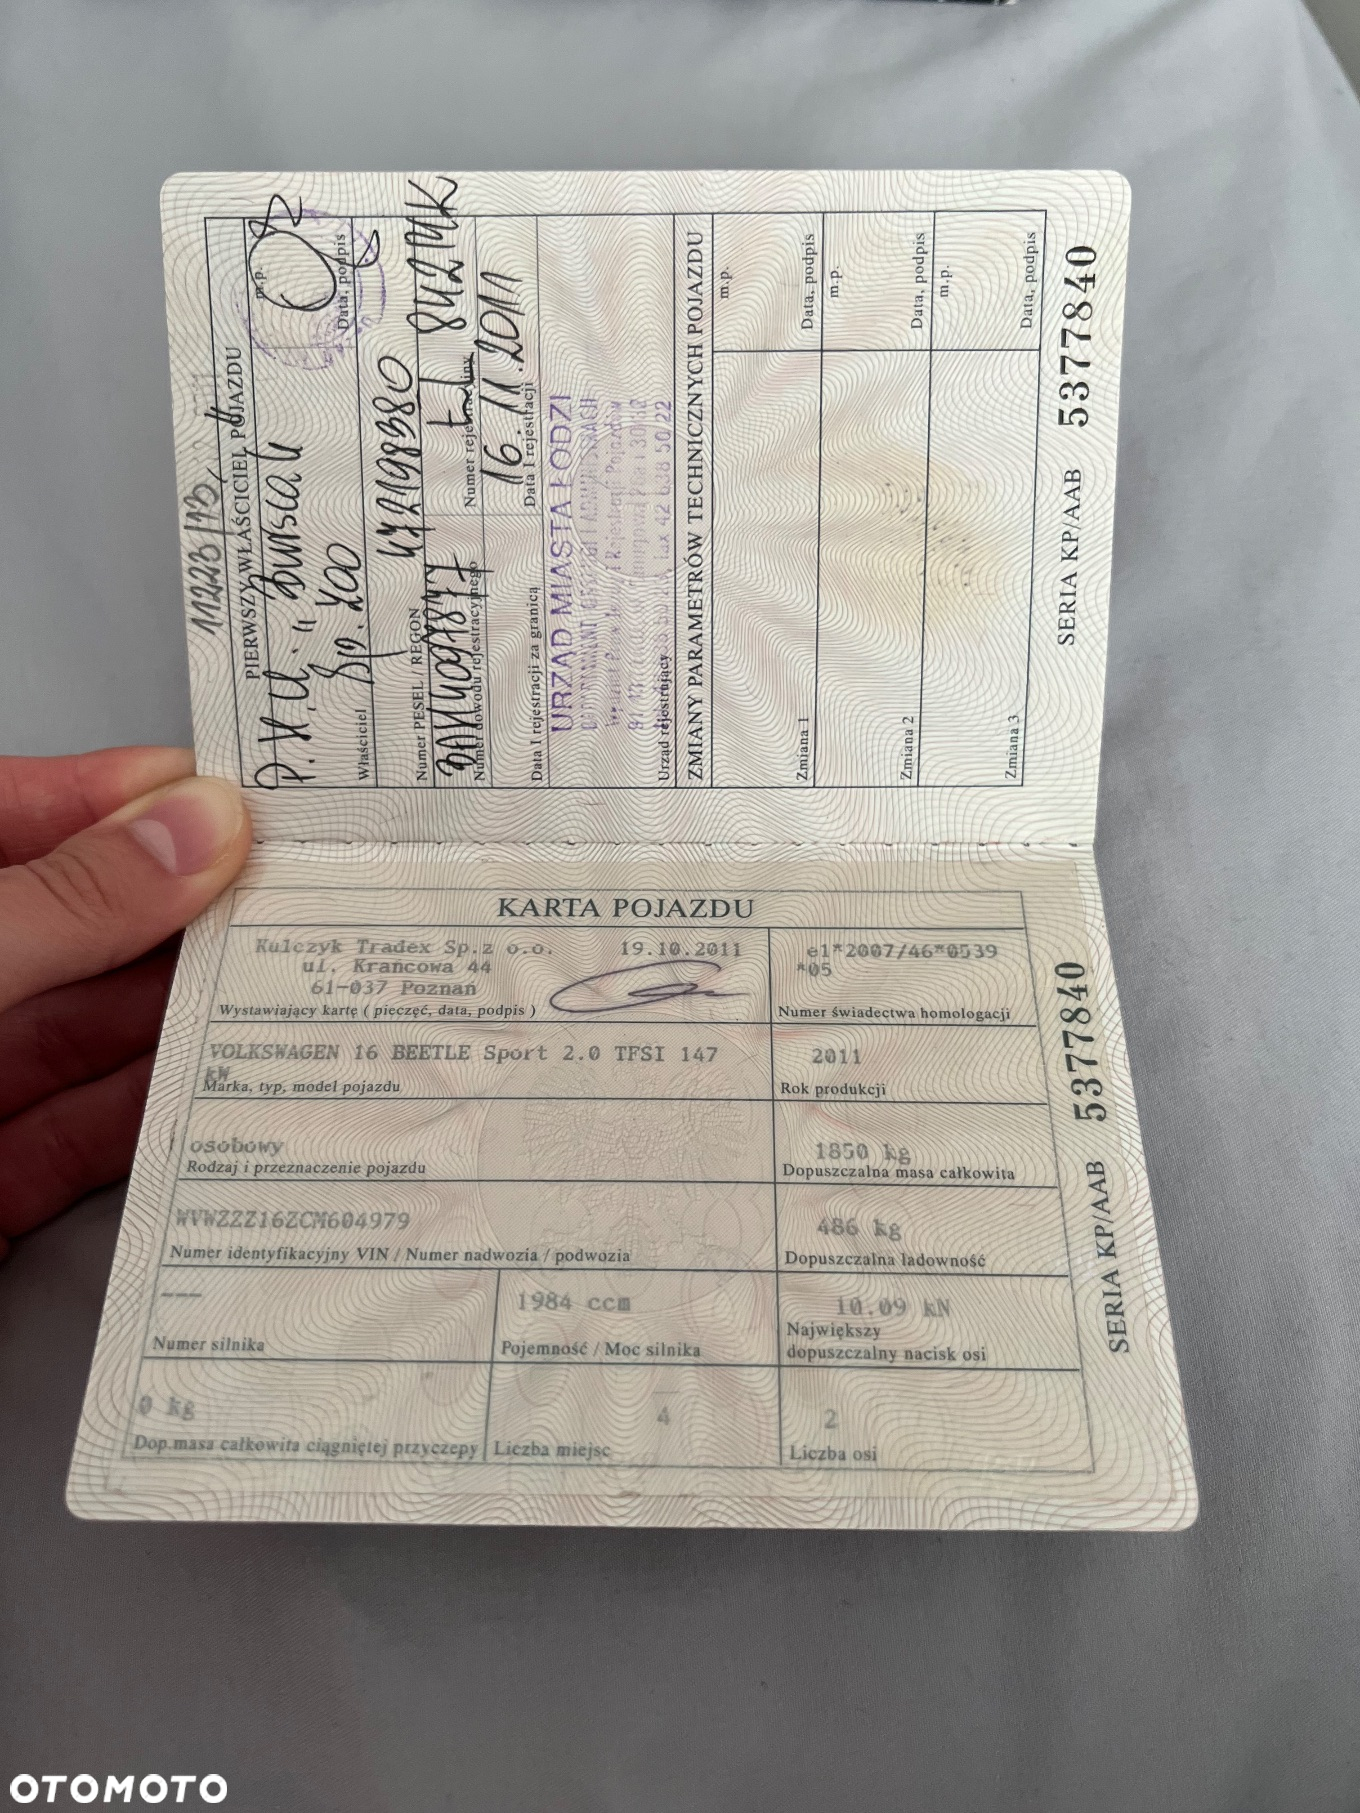 11223/13
PIERWSZY WŁAŚCICIEL POJAZDU
P.H.U. "Bursiak"
m.p.
Data, podpis
Właściciel
472198380
Numer PESEL / REGON
Numer dowodu rejestracyjnego
8U2MK
Numer rejestracyjny
16.11.2011
Data I rejestracji za granicą
Data I rejestracji
URZĄD MIASTA ŁODZI
Urząd rejestrujący
ZMIANY PARAMETRÓW TECHNICZNYCH POJAZDU
m.p.
Zmiana 1
Data, podpis
m.p.
Zmiana 2
Data, podpis
m.p.
Zmiana 3
Data, podpis
SERIA KP/AAB 5377840
KARTA POJAZDU
Kulczyk Tradex Sp.z o.o. 19.10.2011
ul. Krańcowa 44
61-037 Poznań
Wystawiający kartę ( pieczęć, data, podpis )
e1*2007/46*0539
*05
Numer świadectwa homologacji
VOLKSWAGEN 16 BEETLE Sport 2.0 TFSI 147
kW
Marka, typ, model pojazdu
2011
Rok produkcji
osobowy
Rodzaj i przeznaczenie pojazdu
1850 kg
Dopuszczalna masa całkowita
WVWZZZ16ZCM604979
Numer identyfikacyjny VIN / Numer nadwozia / podwozia
486 kg
Dopuszczalna ładowność
---
Numer silnika
1984 ccm
Pojemność / Moc silnika
10.09 kN
Największy
dopuszczalny nacisk osi
0 kg
Dop.masa całkowita ciągniętej przyczepy
4
Liczba miejsc
2
Liczba osi
SERIA KP/AAB 5377840
OTOMOTO